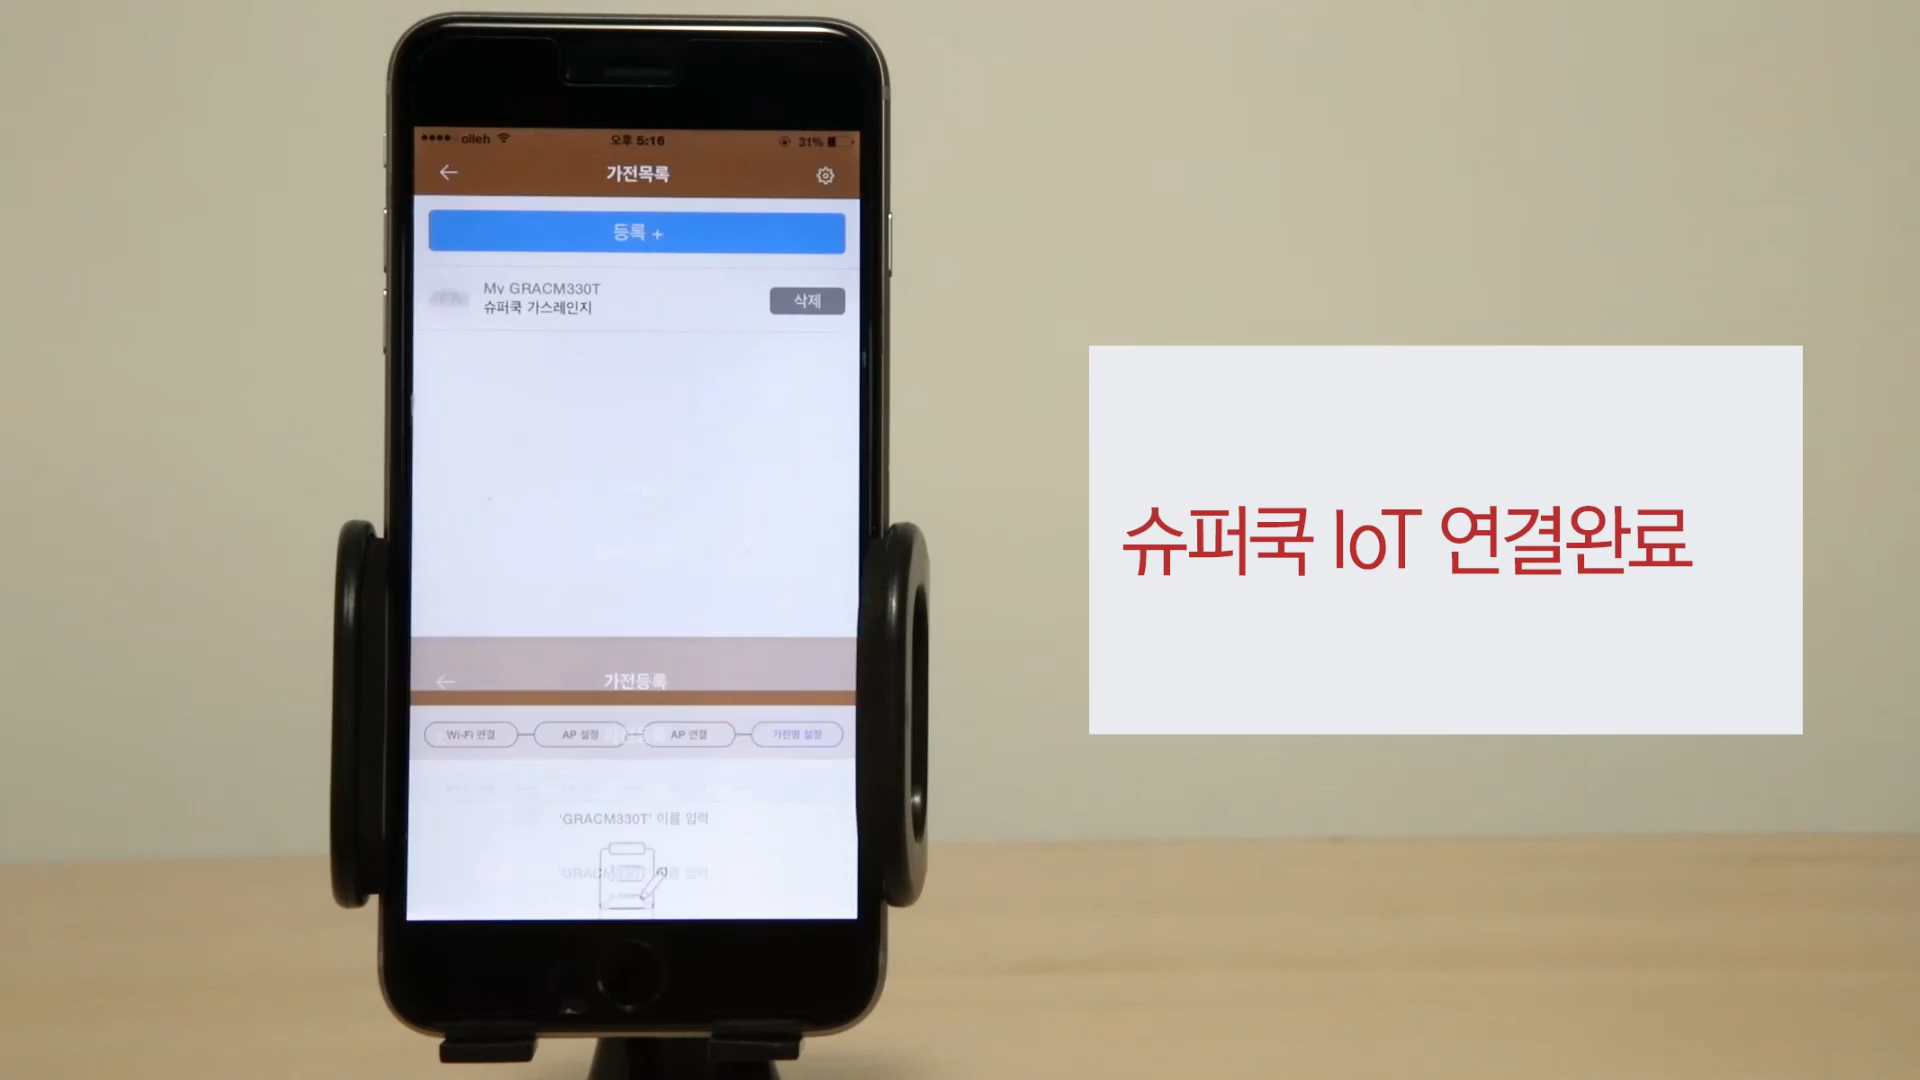 olleh 오후 5:16 31%
가전목록
등록 +
My GRACM330T
슈퍼쿡 가스레인지
삭제
가전등록
Wi-Fi 연결 AP 설정 AP 연결 가전명 설정
'GRACM330T' 이름 입력
슈퍼쿡 IoT 연결완료